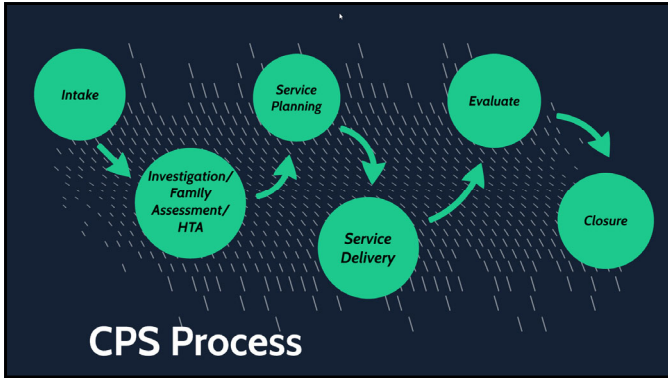 Intake
Investigation/
Family
Assessment/
HTA
Service
Planning
Service
Delivery
Evaluate
Closure
CPS Process